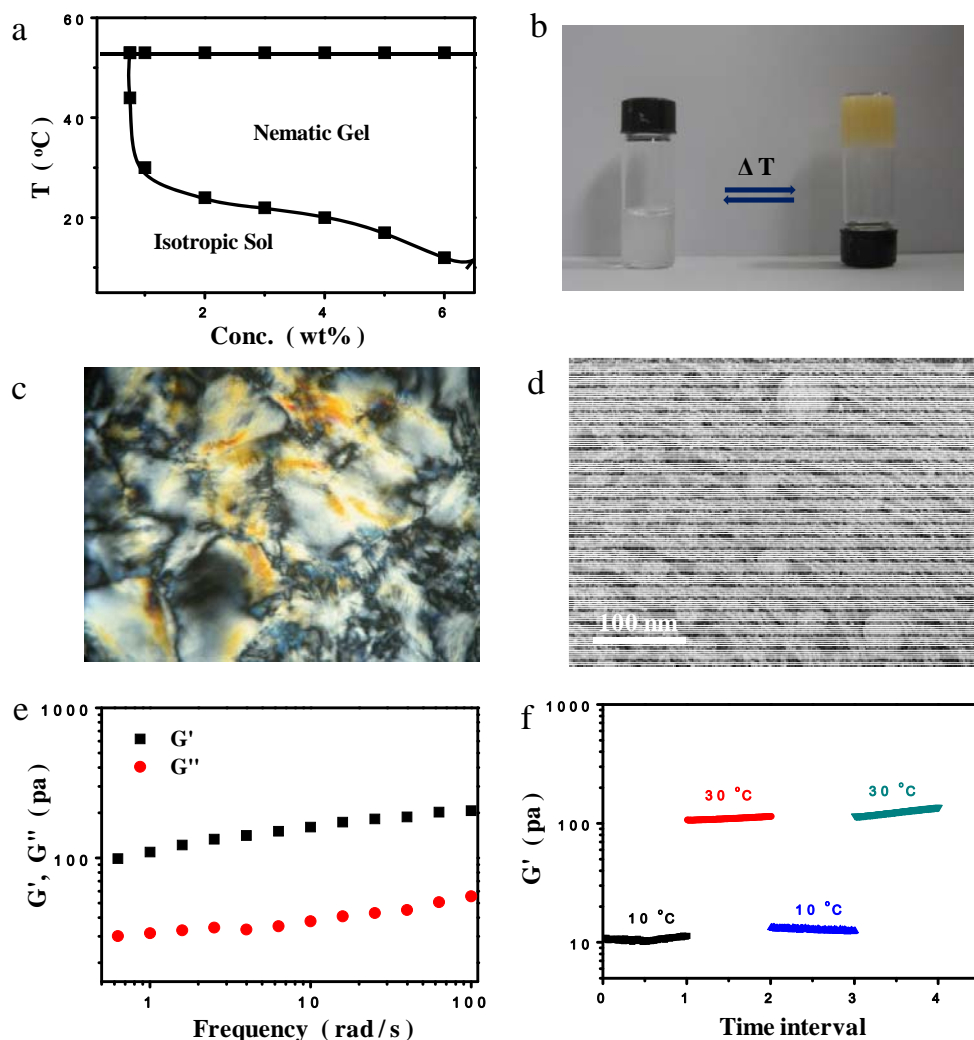 a
60
40
20
T ( °C )
Nematic Gel
Isotropic Sol
2 4 6
Conc. ( wt% )
b
Δ T
c
d
100 nm
e
1000
100
G', G'' ( pa )
G'
G''
1 10 100
Frequency ( rad / s )
f
1000
100
10
G' ( pa )
30 °C
30 °C
10 °C
10 °C
0 1 2 3 4
Time interval